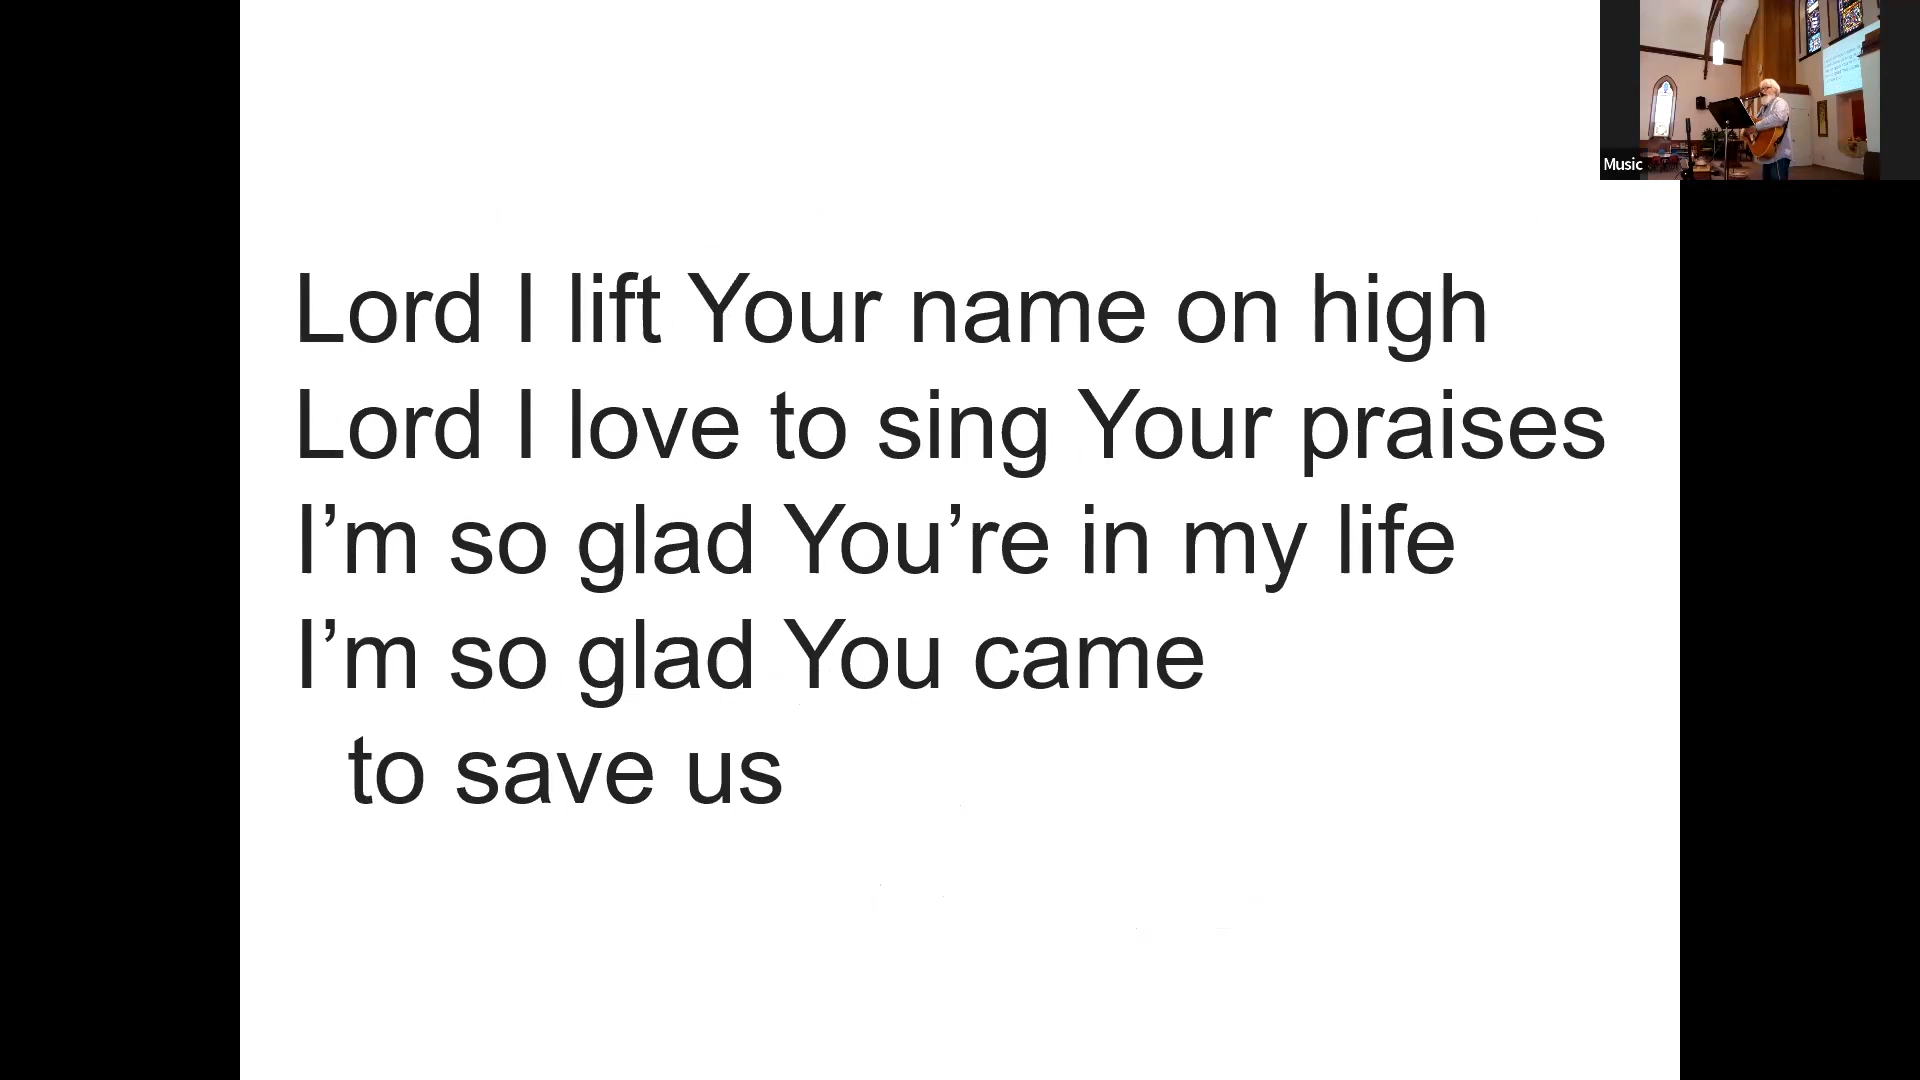 Lord I lift Your name on high
Lord I love to sing Your praises
I’m so glad You’re in my life
I’m so glad You came
to save us
Music